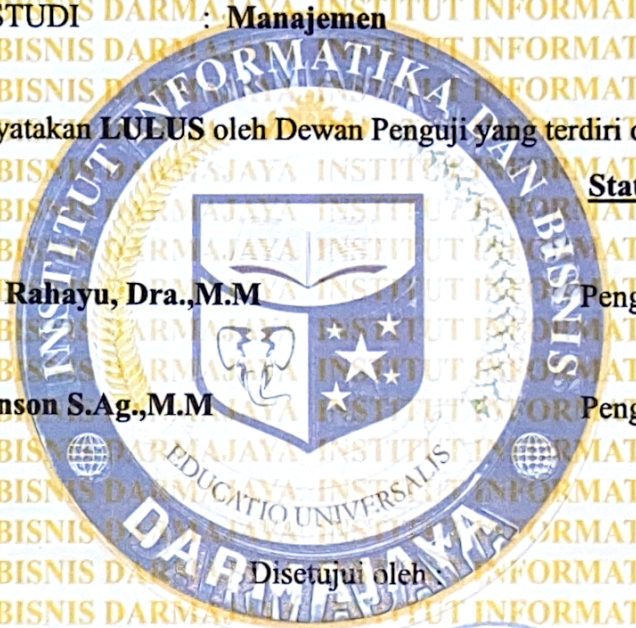 STUDI : Manajemen
yatakan LULUS oleh Dewan Penguji yang terdiri d
Stat
Rahayu, Dra.,M.M Peng
nson S.Ag.,M.M Peng
Disetujui oleh :
INSTITUT INFORMATIKA DAN BISNIS
EDUCATIO UNIVERSALIS
DARMAJAYA